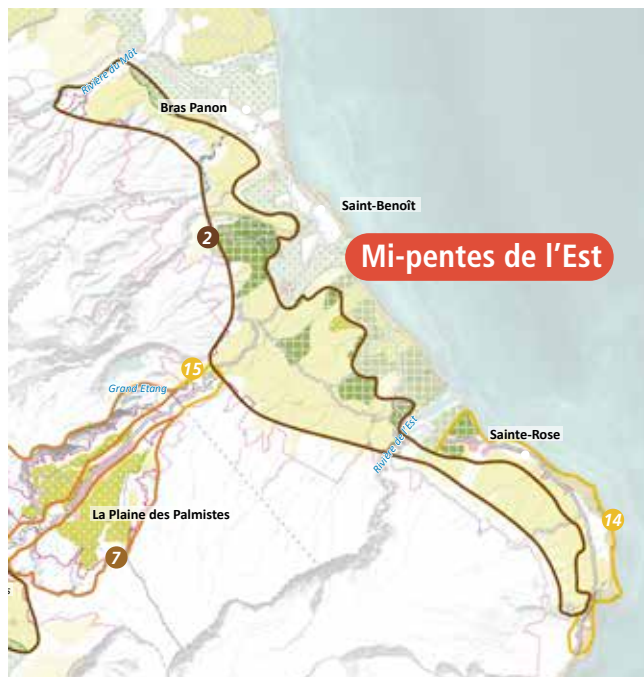 Rivière du Mât
Bras Panon
Saint-Benoît
2
Mi-pentes de l'Est
15
Grand Etang
Sainte-Rose
Rivière de l'Est
La Plaine des Palmistes
14
7
s